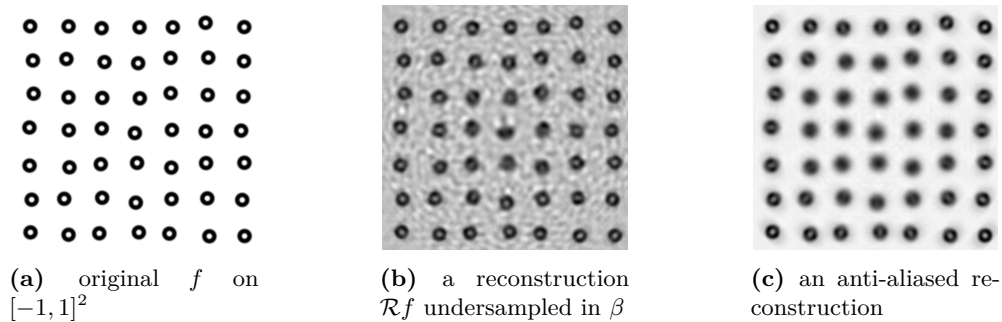 (a) original f on
[−1, 1]²
(b) a reconstruction
ℛf undersampled in β
(c) an anti-aliased re-
construction